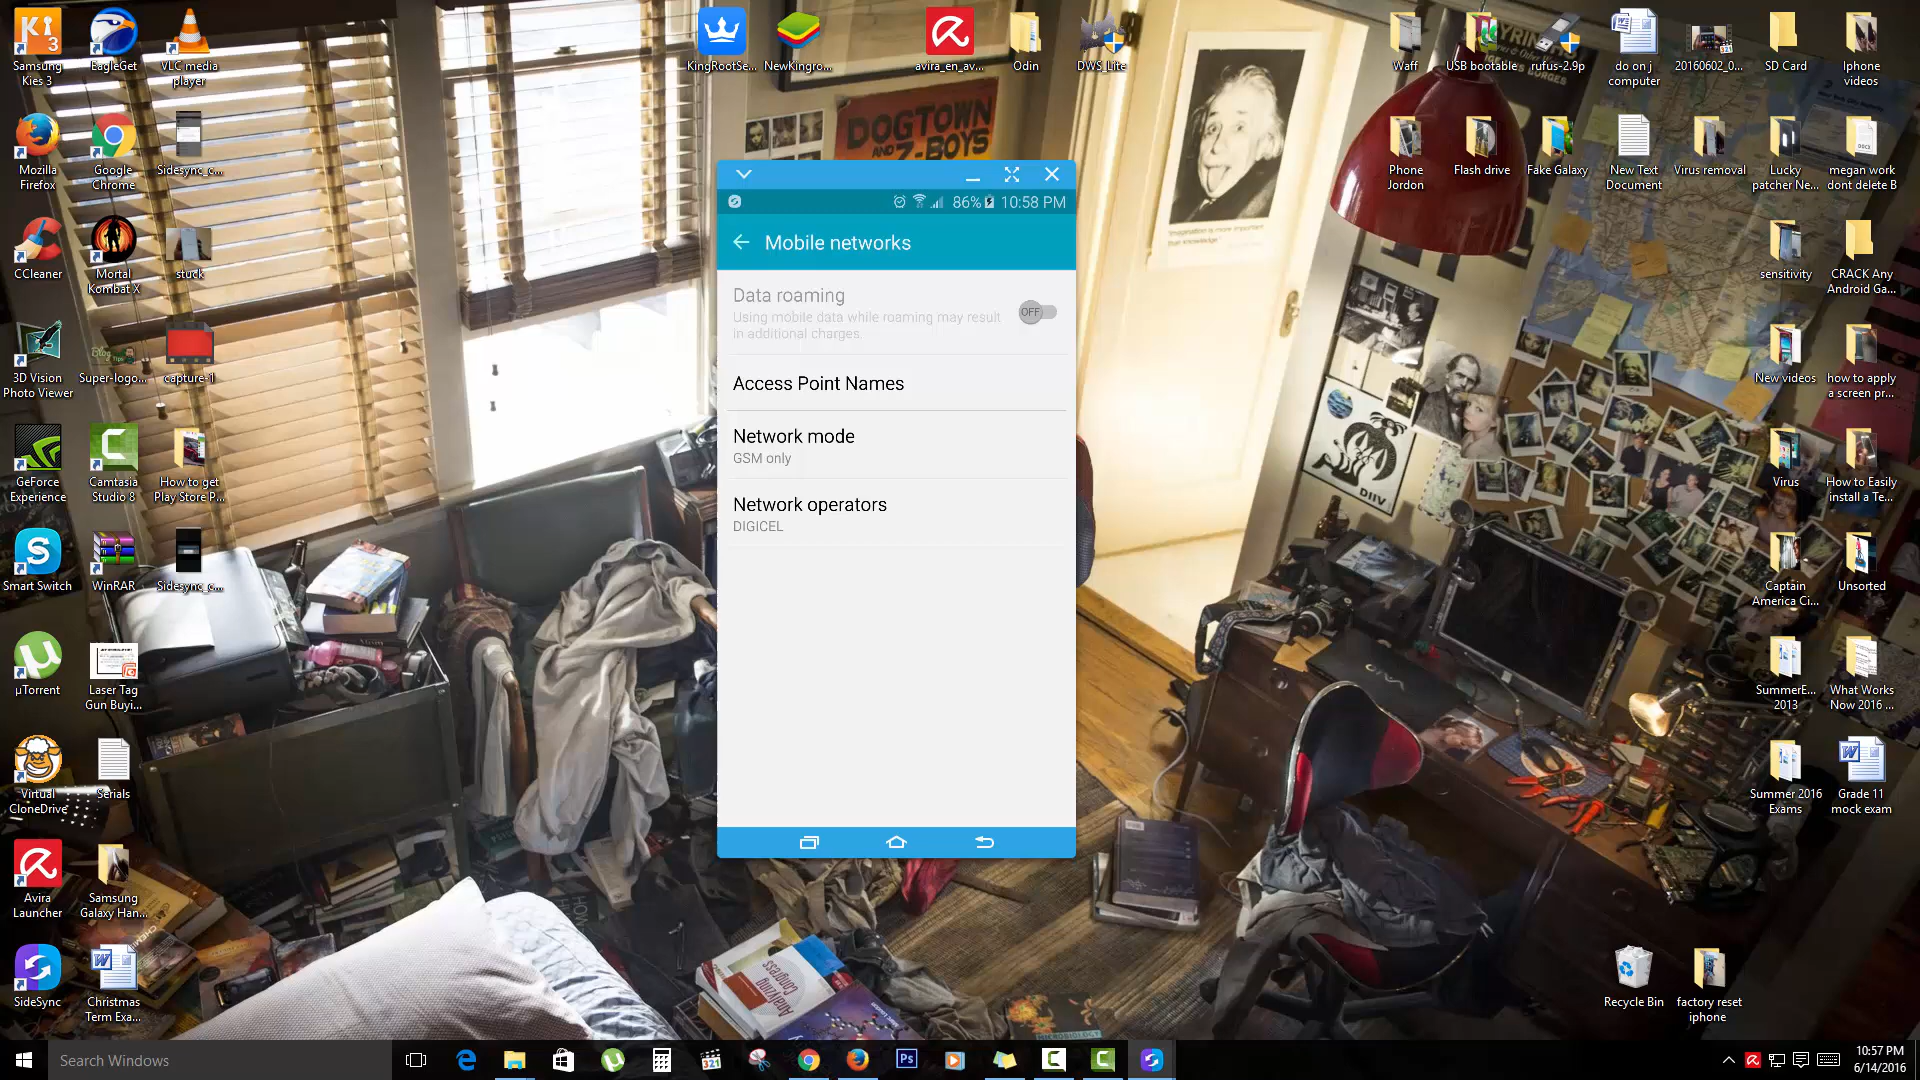 Samsung
Kies 3
EagleGet
VLC media
player
KingRootSe...
NewKingro...
avira_en_av...
Odin
DWS_Lite
Waff
USB bootable
rufus-2.9p
do on j
computer
20160602_0...
SD Card
Iphone
videos
Mozilla
Firefox
Google
Chrome
Sidesync_c...
DOGTOWN
AND Z-BOYS
Phone
Jordon
Flash drive
Fake Galaxy
New Text
Document
Virus removal
Lucky
patcher Ne...
megan work
dont delete B
86% 10:58 PM
Mobile networks
Data roaming
Using mobile data while roaming may result
in additional charges.
OFF
Access Point Names
Network mode
GSM only
Network operators
DIGICEL
CCleaner
Mortal
Kombat X
stuck
sensitivity
CRACK Any
Android Ga...
3D Vision
Photo Viewer
Super-logo...
capture-1
New videos
how to apply
a screen pr...
GeForce
Experience
Camtasia
Studio 8
How to get
Play Store P...
DIIV
Virus
How to Easily
install a Te...
Smart Switch
WinRAR
Sidesync_c...
Captain
America Ci...
Unsorted
µTorrent
Laser Tag
Gun Buyi...
SummerE...
2013
What Works
Now 2016 ...
Virtual
CloneDrive
Serials
Summer 2016
Exams
Grade 11
mock exam
Avira
Launcher
Samsung
Galaxy Han...
SideSync
Christmas
Term Exa...
Analyzing
Congress
MICROBIOLOGY
Recycle Bin
factory reset
iphone
Search Windows
10:57 PM
6/14/2016